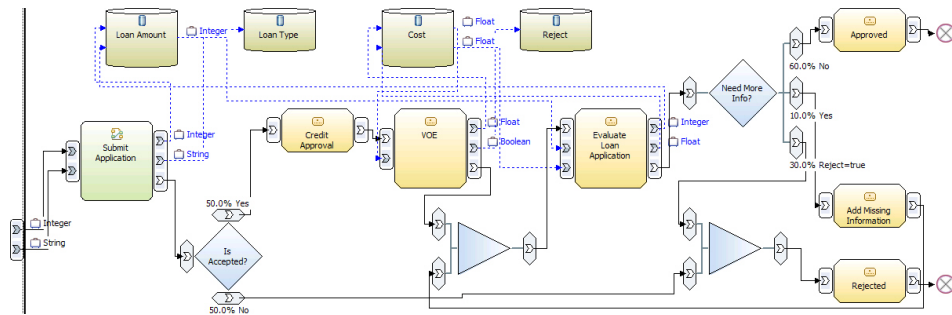 Loan Amount
Integer
Loan Type
Cost
Float
Float
Reject
Approved
60.0% No
Need More
Info?
10.0% Yes
30.0% Reject=true
Submit
Application
Integer
String
Credit
Approval
VOE
Float
Boolean
Evaluate
Loan
Application
Integer
Float
50.0% Yes
Is
Accepted?
50.0% No
Integer
String
Add Missing
Information
Rejected